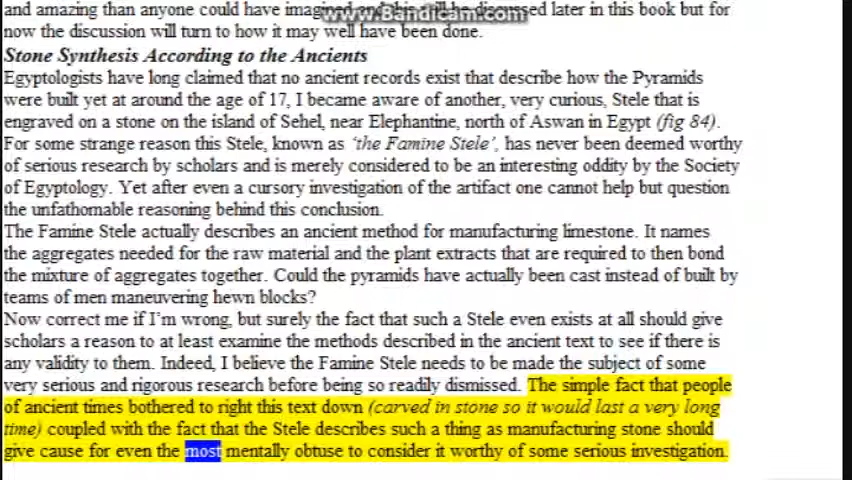 and amazing than anyone could have imagined and this will be discussed later in this book but for
www.Bandicam.com
now the discussion will turn to how it may well have been done.
Stone Synthesis According to the Ancients
Egyptologists have long claimed that no ancient records exist that describe how the Pyramids
were built yet at around the age of 17, I became aware of another, very curious, Stele that is
engraved on a stone on the island of Sehel, near Elephantine, north of Aswan in Egypt (fig 84).
For some strange reason this Stele, known as ‘the Famine Stele’, has never been deemed worthy
of serious research by scholars and is merely considered to be an interesting oddity by the Society
of Egyptology. Yet after even a cursory investigation of the artifact one cannot help but question
the unfathomable reasoning behind this conclusion.
The Famine Stele actually describes an ancient method for manufacturing limestone. It names
the aggregates needed for the raw material and the plant extracts that are required to then bond
the mixture of aggregates together. Could the pyramids have actually been cast instead of built by
teams of men maneuvering hewn blocks?
Now correct me if I’m wrong, but surely the fact that such a Stele even exists at all should give
scholars a reason to at least examine the methods described in the ancient text to see if there is
any validity to them. Indeed, I believe the Famine Stele needs to be made the subject of some
very serious and rigorous research before being so readily dismissed. The simple fact that people
of ancient times bothered to right this text down (carved in stone so it would last a very long
time) coupled with the fact that the Stele describes such a thing as manufacturing stone should
give cause for even the most mentally obtuse to consider it worthy of some serious investigation.